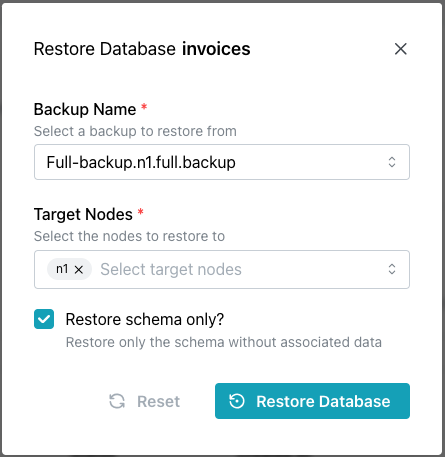 Restore Database invoices
Backup Name *
Select a backup to restore from
Full-backup.n1.full.backup
Target Nodes *
Select the nodes to restore to
n1 Select target nodes
Restore schema only?
Restore only the schema without associated data
Reset Restore Database